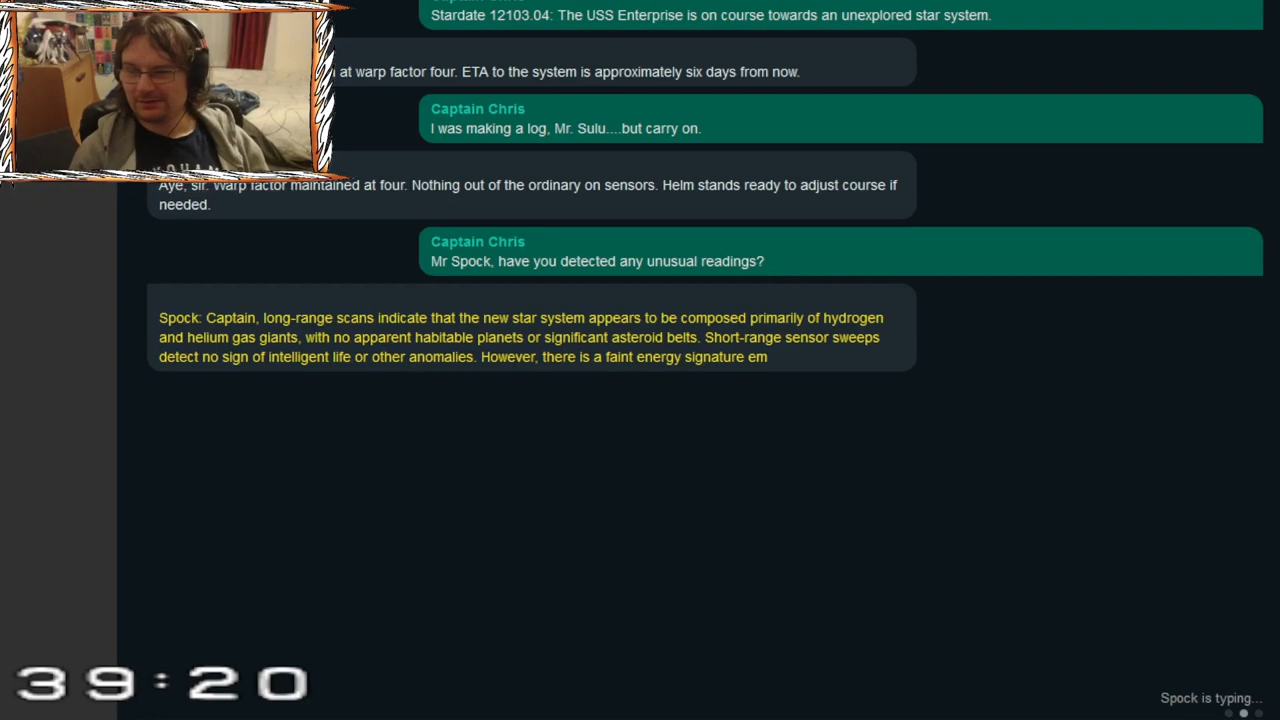 Captain Chris
Stardate 12103.04: The USS Enterprise is on course towards an unexplored star system.
at warp factor four. ETA to the system is approximately six days from now.
Captain Chris
I was making a log, Mr. Sulu....but carry on.
Aye, sir. Warp factor maintained at four. Nothing out of the ordinary on sensors. Helm stands ready to adjust course if
needed.
Captain Chris
Mr Spock, have you detected any unusual readings?
Spock: Captain, long-range scans indicate that the new star system appears to be composed primarily of hydrogen
and helium gas giants, with no apparent habitable planets or significant asteroid belts. Short-range sensor sweeps
detect no sign of intelligent life or other anomalies. However, there is a faint energy signature em
39:20
Spock is typing...